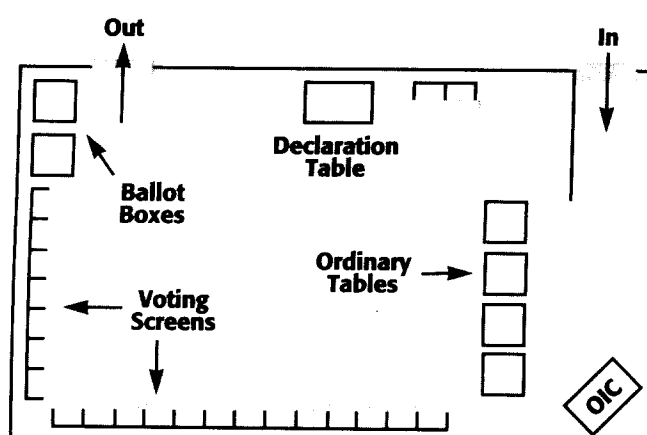 Out
In
Declaration
Table
Ballot
Boxes
Ordinary
Tables
Voting
Screens
OIC